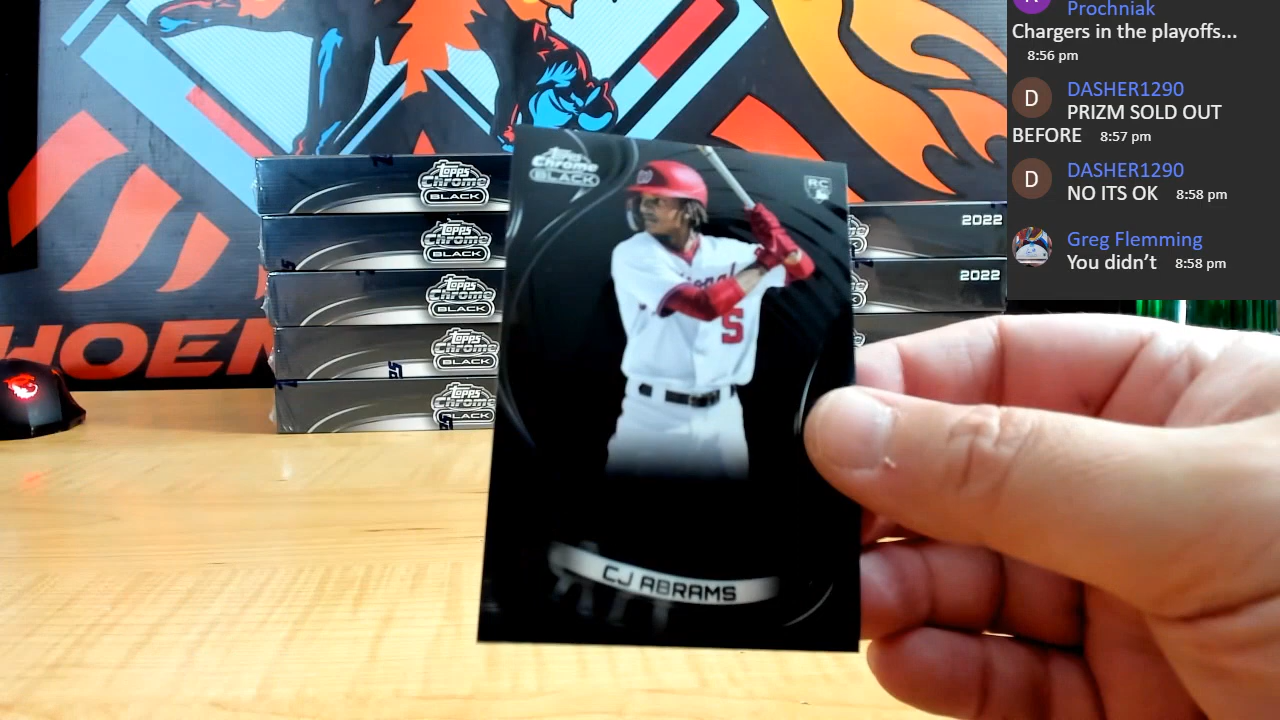 Prochniak
Chargers in the playoffs...
8:56 pm
D
DASHER1290
PRIZM SOLD OUT
BEFORE 8:57 pm
D
DASHER1290
NO ITS OK 8:58 pm
Greg Flemming
You didn't 8:58 pm
Topps
Chrome
BLACK
Topps
Chrome
BLACK
Topps
Chrome
BLACK
Topps
Chrome
BLACK
Topps
Chrome
BLACK
2022
2022
Topps
Chrome
BLACK
RC
W
5
CJ ABRAMS
HOEN